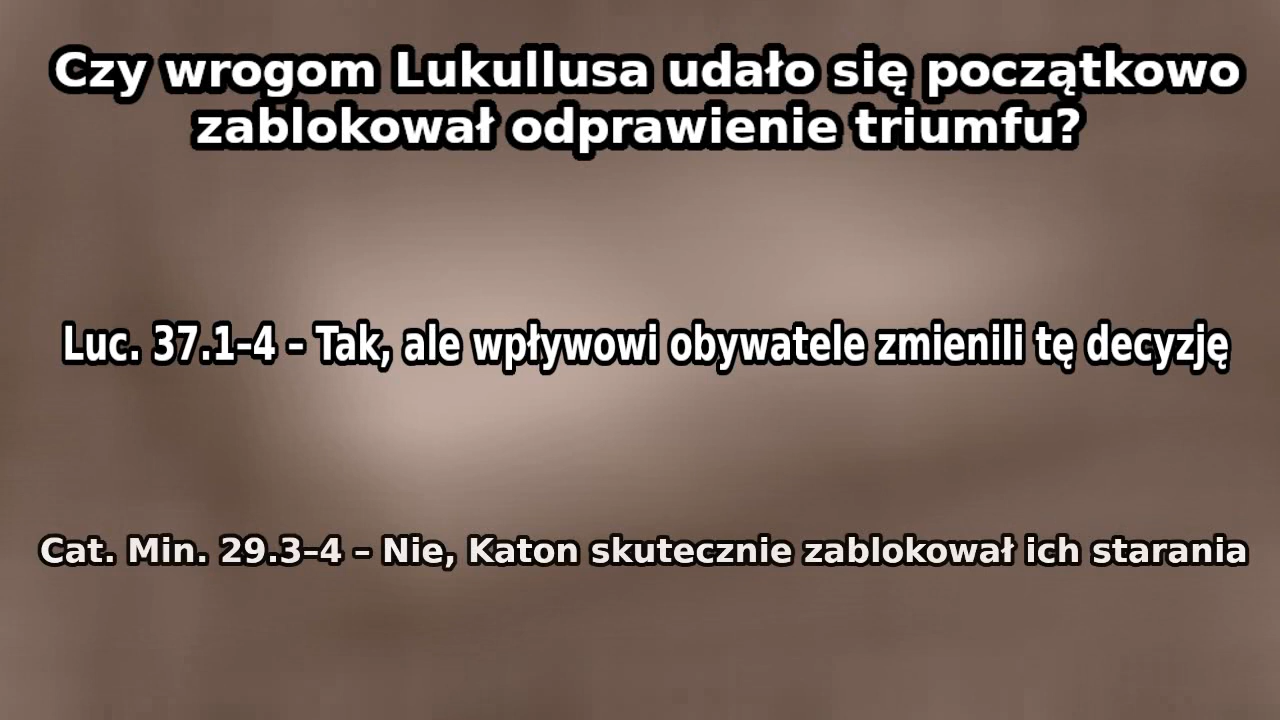 Czy wrogom Lukullusa udało się początkowo
zablokował odprawienie triumfu?
Luc. 37.1–4 – Tak, ale wpływowi obywatele zmienili tę decyzję
Cat. Min. 29.3–4 – Nie, Katon skutecznie zablokował ich starania